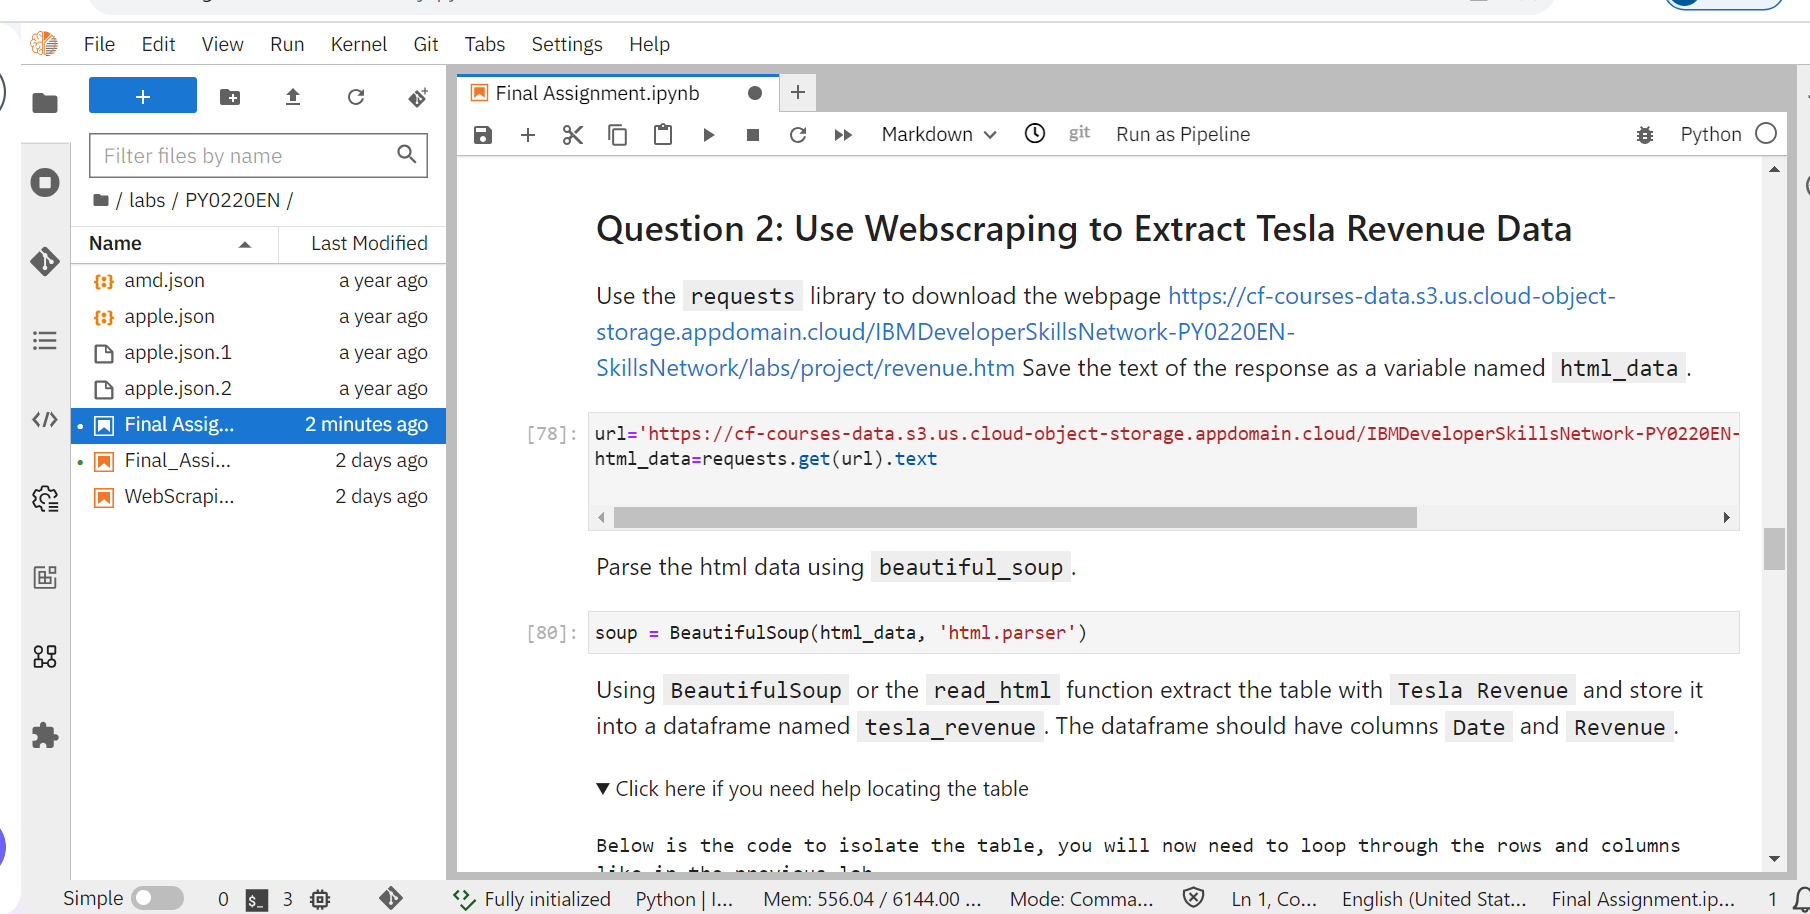 File Edit View Run Kernel Git Tabs Settings Help
+
Filter files by name
/ labs / PY0220EN /
Name Last Modified
amd.json a year ago
apple.json a year ago
apple.json.1 a year ago
apple.json.2 a year ago
Final Assig... 2 minutes ago
Final_Assi... 2 days ago
WebScrapi... 2 days ago
Final Assignment.ipynb
Markdown git Run as Pipeline Python
Question 2: Use Webscraping to Extract Tesla Revenue Data
Use the requests library to download the webpage https://cf-courses-data.s3.us.cloud-object-
storage.appdomain.cloud/IBMDeveloperSkillsNetwork-PY0220EN-
SkillsNetwork/labs/project/revenue.htm Save the text of the response as a variable named html_data.
[78]: url='https://cf-courses-data.s3.us.cloud-object-storage.appdomain.cloud/IBMDeveloperSkillsNetwork-PY0220EN-
html_data=requests.get(url).text
Parse the html data using beautiful_soup.
[80]: soup = BeautifulSoup(html_data, 'html.parser')
Using BeautifulSoup or the read_html function extract the table with Tesla Revenue and store it
into a dataframe named tesla_revenue. The dataframe should have columns Date and Revenue.
▼ Click here if you need help locating the table
Below is the code to isolate the table, you will now need to loop through the rows and columns
like in the previous lab
Simple 0 $_ 3 Fully initialized Python | I... Mem: 556.04 / 6144.00 ... Mode: Comma... Ln 1, Co... English (United Stat... Final Assignment.ip... 1